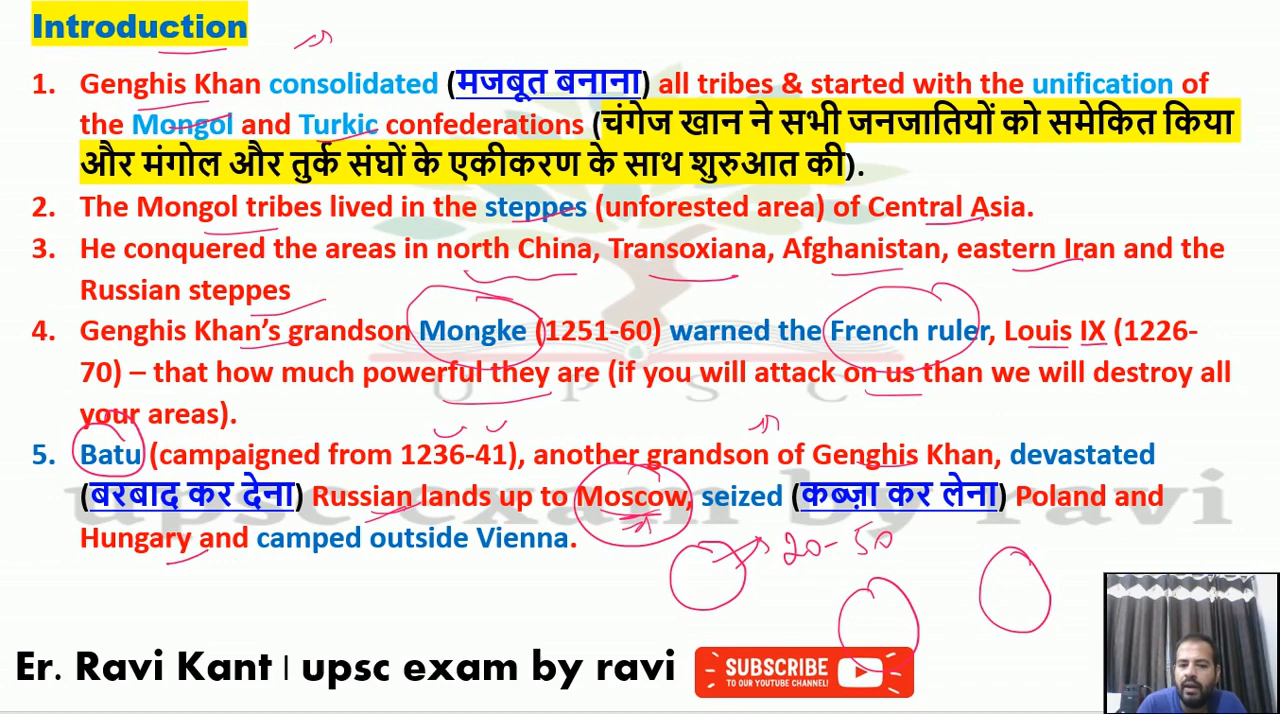 Introduction
1. Genghis Khan consolidated (मजबूत बनाना) all tribes & started with the unification of
the Mongol and Turkic confederations (चंगेज खान ने सभी जनजातियों को समेकित किया
और मंगोल और तुर्क संघों के एकीकरण के साथ शुरुआत की).
2. The Mongol tribes lived in the steppes (unforested area) of Central Asia.
3. He conquered the areas in north China, Transoxiana, Afghanistan, eastern Iran and the
Russian steppes
4. Genghis Khan's grandson Mongke (1251-60) warned the French ruler, Louis IX (1226-
70) – that how much powerful they are (if you will attack on us than we will destroy all
UPSC
your areas).
5. Batu (campaigned from 1236-41), another grandson of Genghis Khan, devastated
(बरबाद कर देना) Russian lands up to Moscow, seized (कब्ज़ा कर लेना) Poland and
upsc exam by ravi
Hungary and camped outside Vienna.
20-50
Er. Ravi Kant | upsc exam by ravi
SUBSCRIBE
TO OUR YOUTUBE CHANNEL!